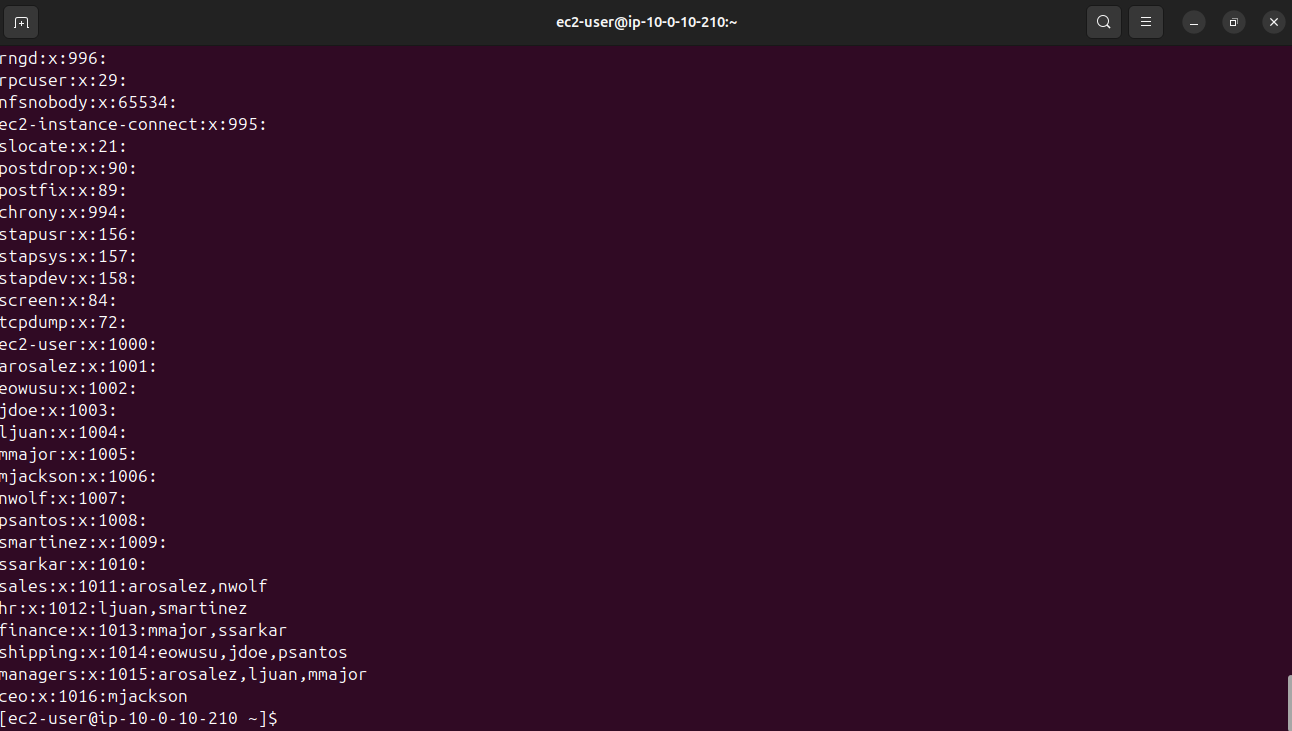 ec2-user@ip-10-0-10-210:~
rngd:x:996:
rpcuser:x:29:
nfsnobody:x:65534:
ec2-instance-connect:x:995:
slocate:x:21:
postdrop:x:90:
postfix:x:89:
chrony:x:994:
stapusr:x:156:
stapsys:x:157:
stapdev:x:158:
screen:x:84:
tcpdump:x:72:
ec2-user:x:1000:
arosalez:x:1001:
eowusu:x:1002:
jdoe:x:1003:
ljuan:x:1004:
mmajor:x:1005:
mjackson:x:1006:
nwolf:x:1007:
psantos:x:1008:
smartinez:x:1009:
ssarkar:x:1010:
sales:x:1011:arosalez,nwolf
hr:x:1012:ljuan,smartinez
finance:x:1013:mmajor,ssarkar
shipping:x:1014:eowusu,jdoe,psantos
managers:x:1015:arosalez,ljuan,mmajor
ceo:x:1016:mjackson
[ec2-user@ip-10-0-10-210 ~]$